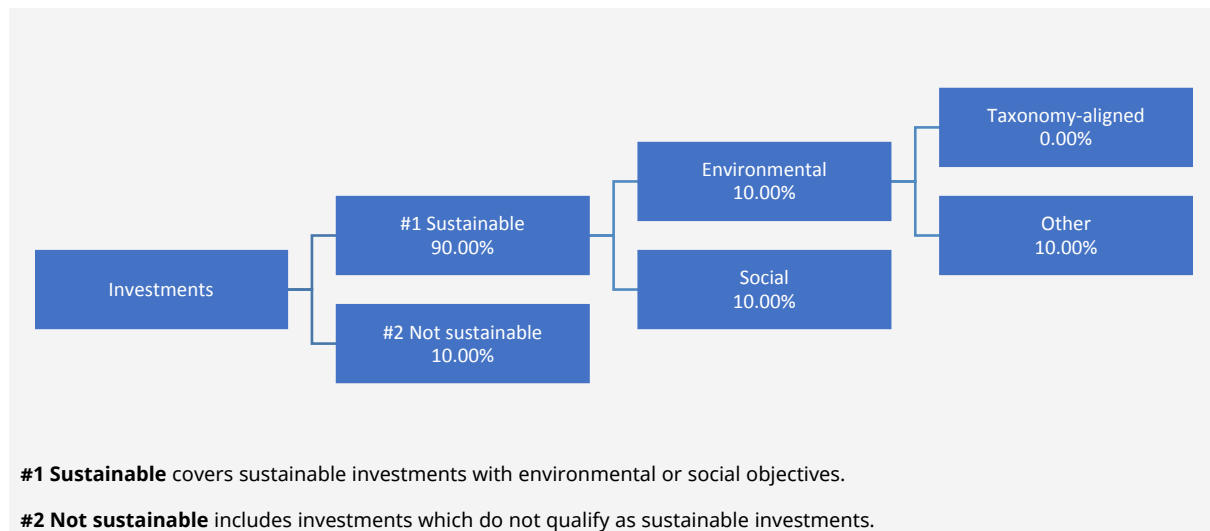 Investments
#1 Sustainable
90.00%
#2 Not sustainable
10.00%
Environmental
10.00%
Social
10.00%
Taxonomy-aligned
0.00%
Other
10.00%
#1 Sustainable covers sustainable investments with environmental or social objectives.
#2 Not sustainable includes investments which do not qualify as sustainable investments.